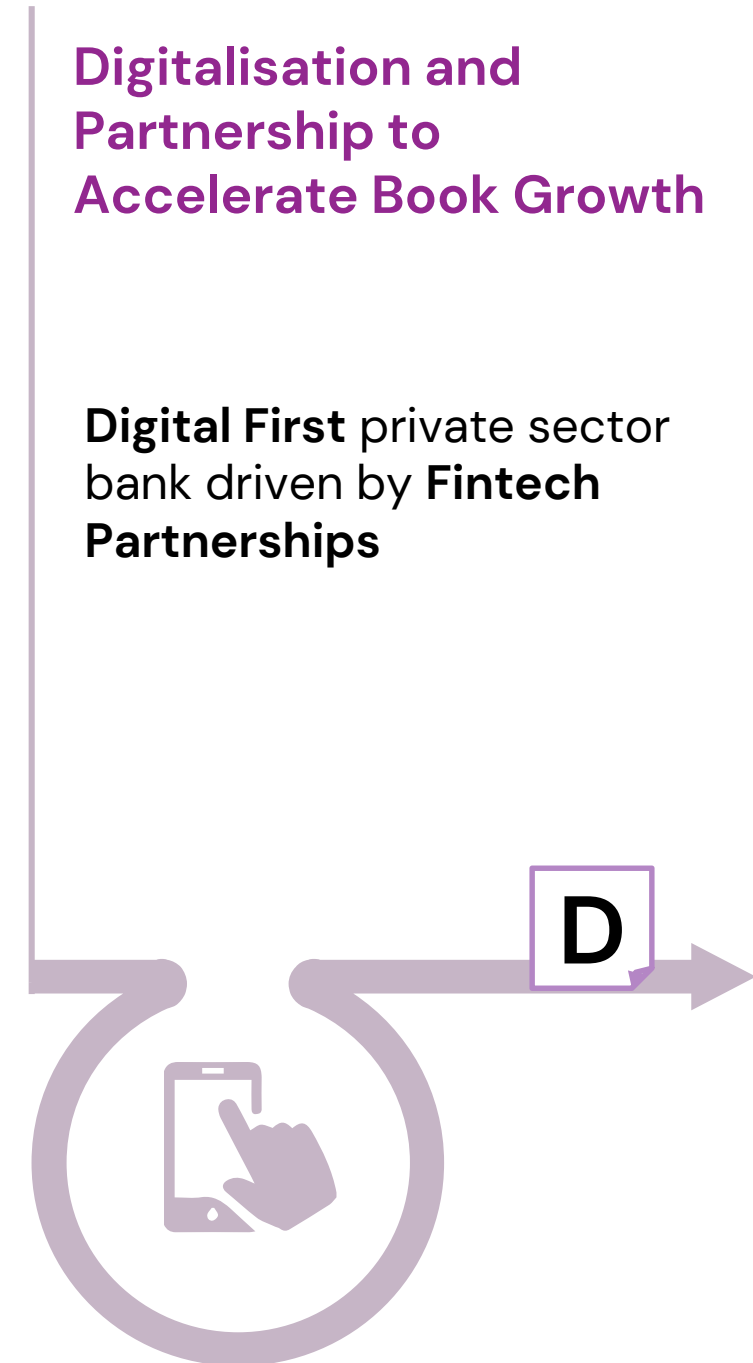 Digitalisation and
Partnership to
Accelerate Book Growth
Digital First private sector
bank driven by Fintech
Partnerships
D